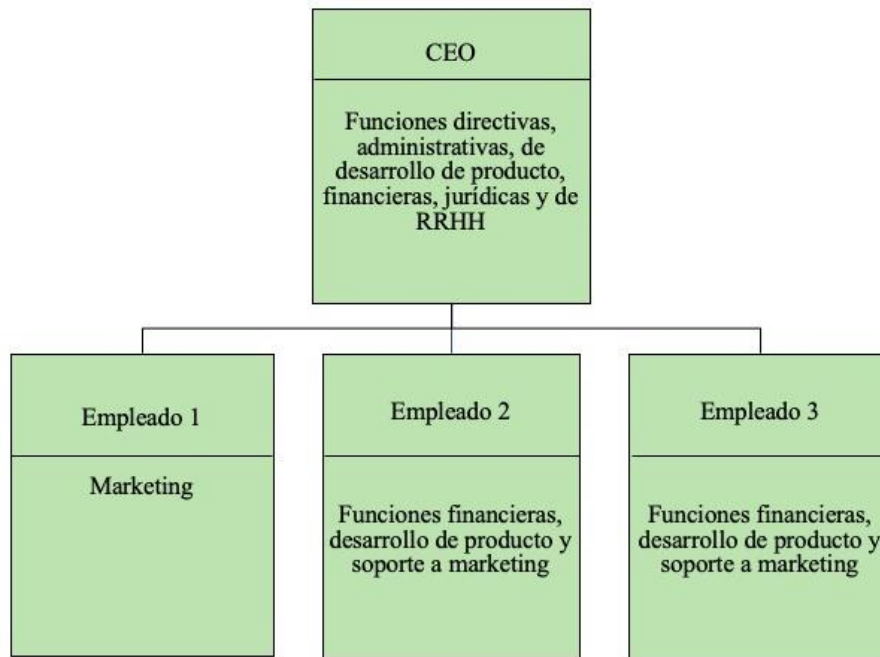 CEO
Funciones directivas,
administrativas, de
desarrollo de producto,
financieras, jurídicas y de
RRHH
Empleado 1
Marketing
Empleado 2
Funciones financieras,
desarrollo de producto y
soporte a marketing
Empleado 3
Funciones financieras,
desarrollo de producto y
soporte a marketing